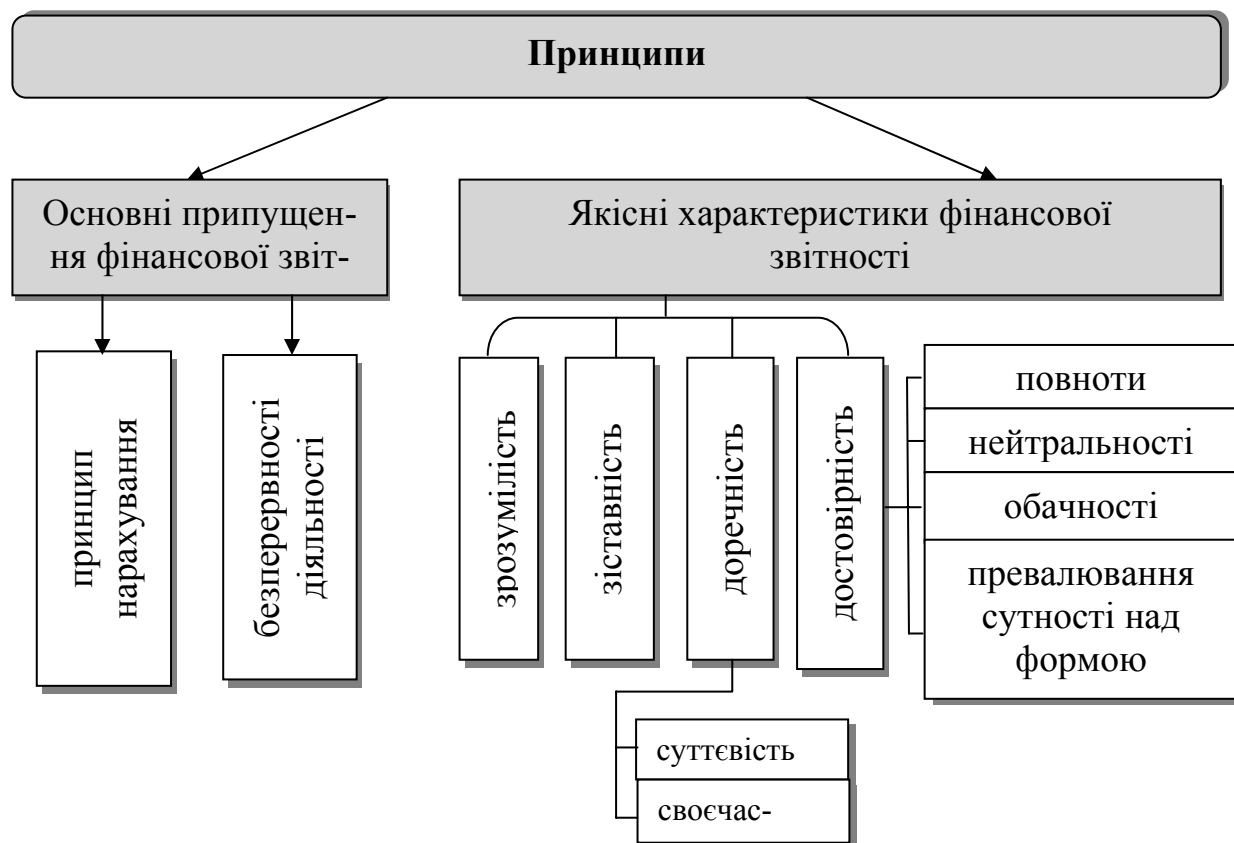 Принципи
Основні припущен-
ня фінансової звіт-
Якісні характеристики фінансової
звітності
принцип
нарахування
безперервності
діяльності
зрозумілість
зіставність
доречність
достовірність
повноти
нейтральності
обачності
превалювання
сутності над
формою
суттєвість
своєчас-